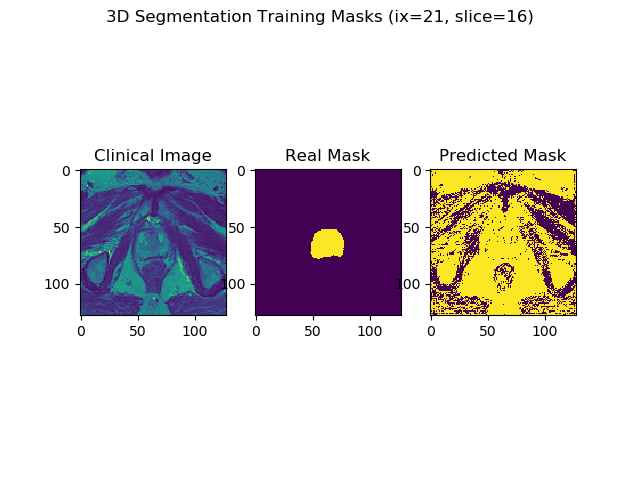 3D Segmentation Training Masks (ix=21, slice=16)
Clinical Image Real Mask Predicted Mask
0 0 0
50 50 50
100 100 100
0 50 100 0 50 100 0 50 100